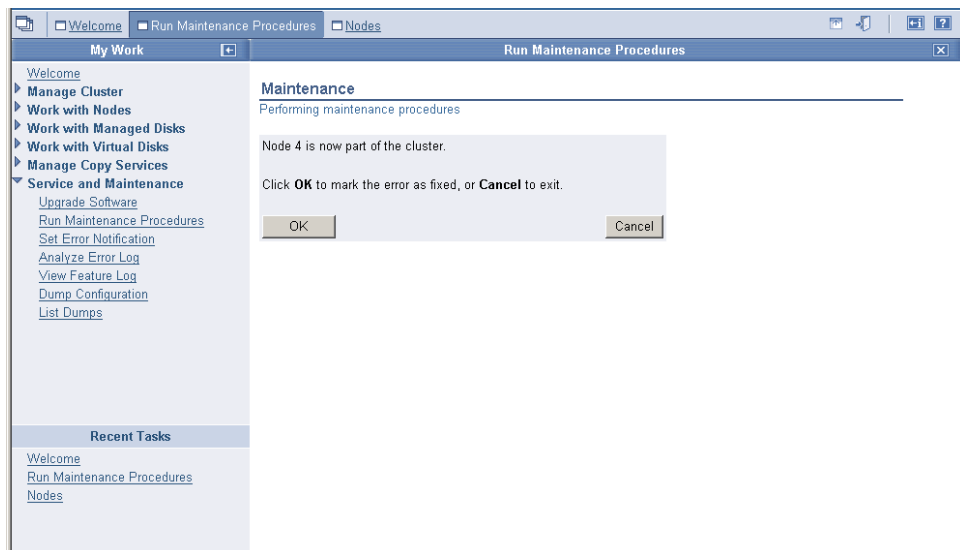 Welcome Run Maintenance Procedures Nodes
My Work
Run Maintenance Procedures
Welcome
Manage Cluster
Work with Nodes
Work with Managed Disks
Work with Virtual Disks
Manage Copy Services
Service and Maintenance
Upgrade Software
Run Maintenance Procedures
Set Error Notification
Analyze Error Log
View Feature Log
Dump Configuration
List Dumps
Recent Tasks
Welcome
Run Maintenance Procedures
Nodes
Maintenance
Performing maintenance procedures
Node 4 is now part of the cluster.
Click OK to mark the error as fixed, or Cancel to exit.
OK Cancel